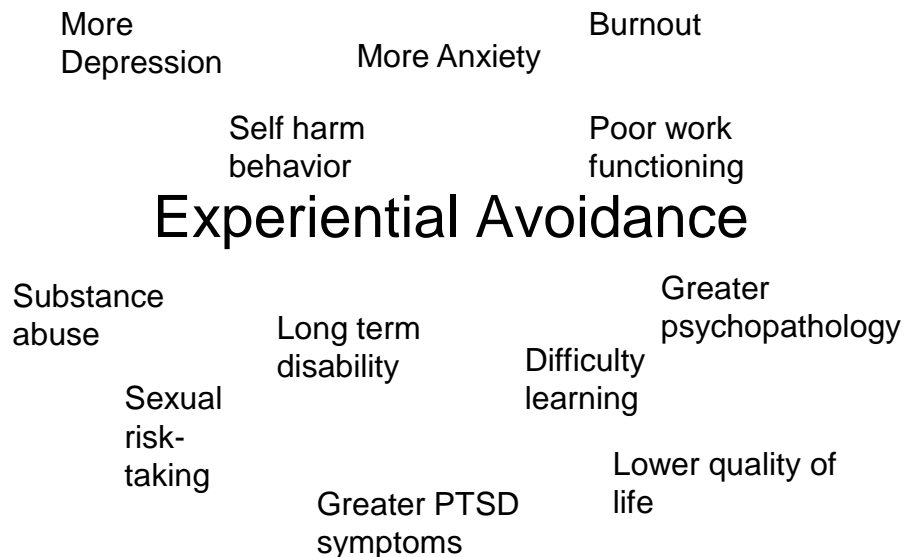 More
Depression
More Anxiety
Burnout
Self harm
behavior
Poor work
functioning
Experiential Avoidance
Substance
abuse
Long term
disability
Greater
psychopathology
Difficulty
learning
Sexual
risk-
taking
Lower quality of
life
Greater PTSD
symptoms